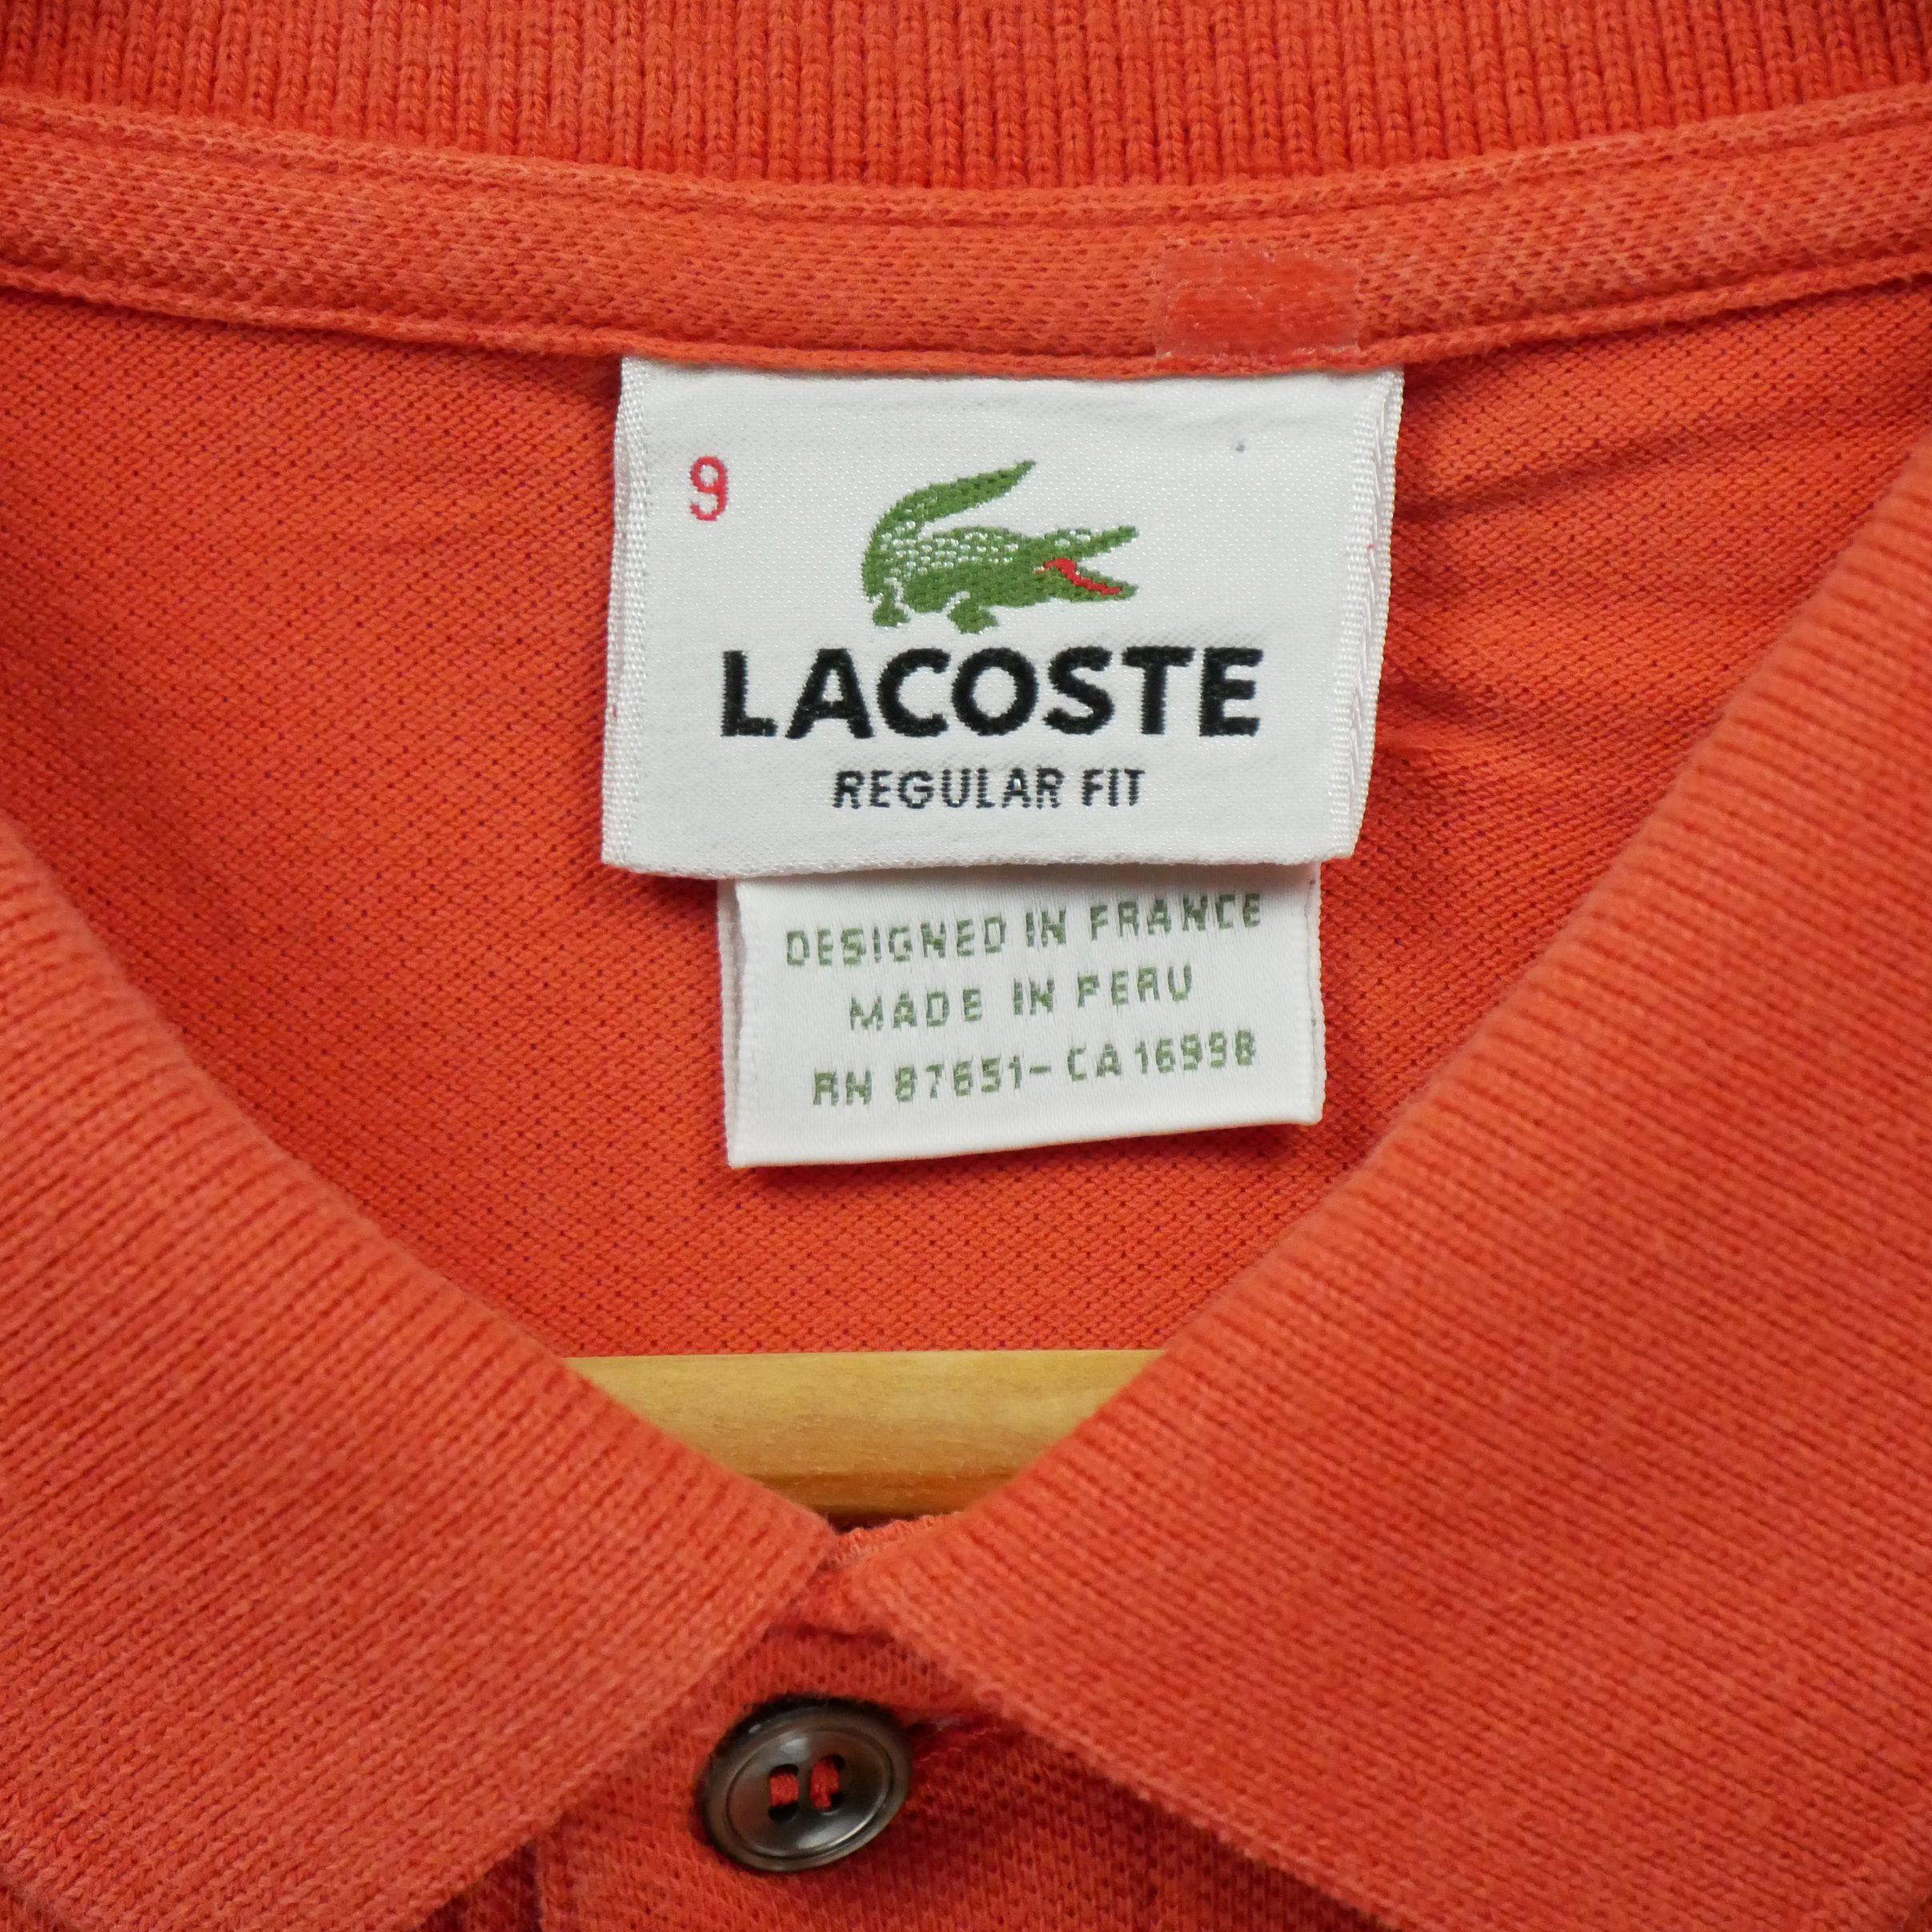 9
LACOSTE
REGULAR FIT
DESIGNED IN FRANCE
MADE IN PERU
RN 87651-CA 16998